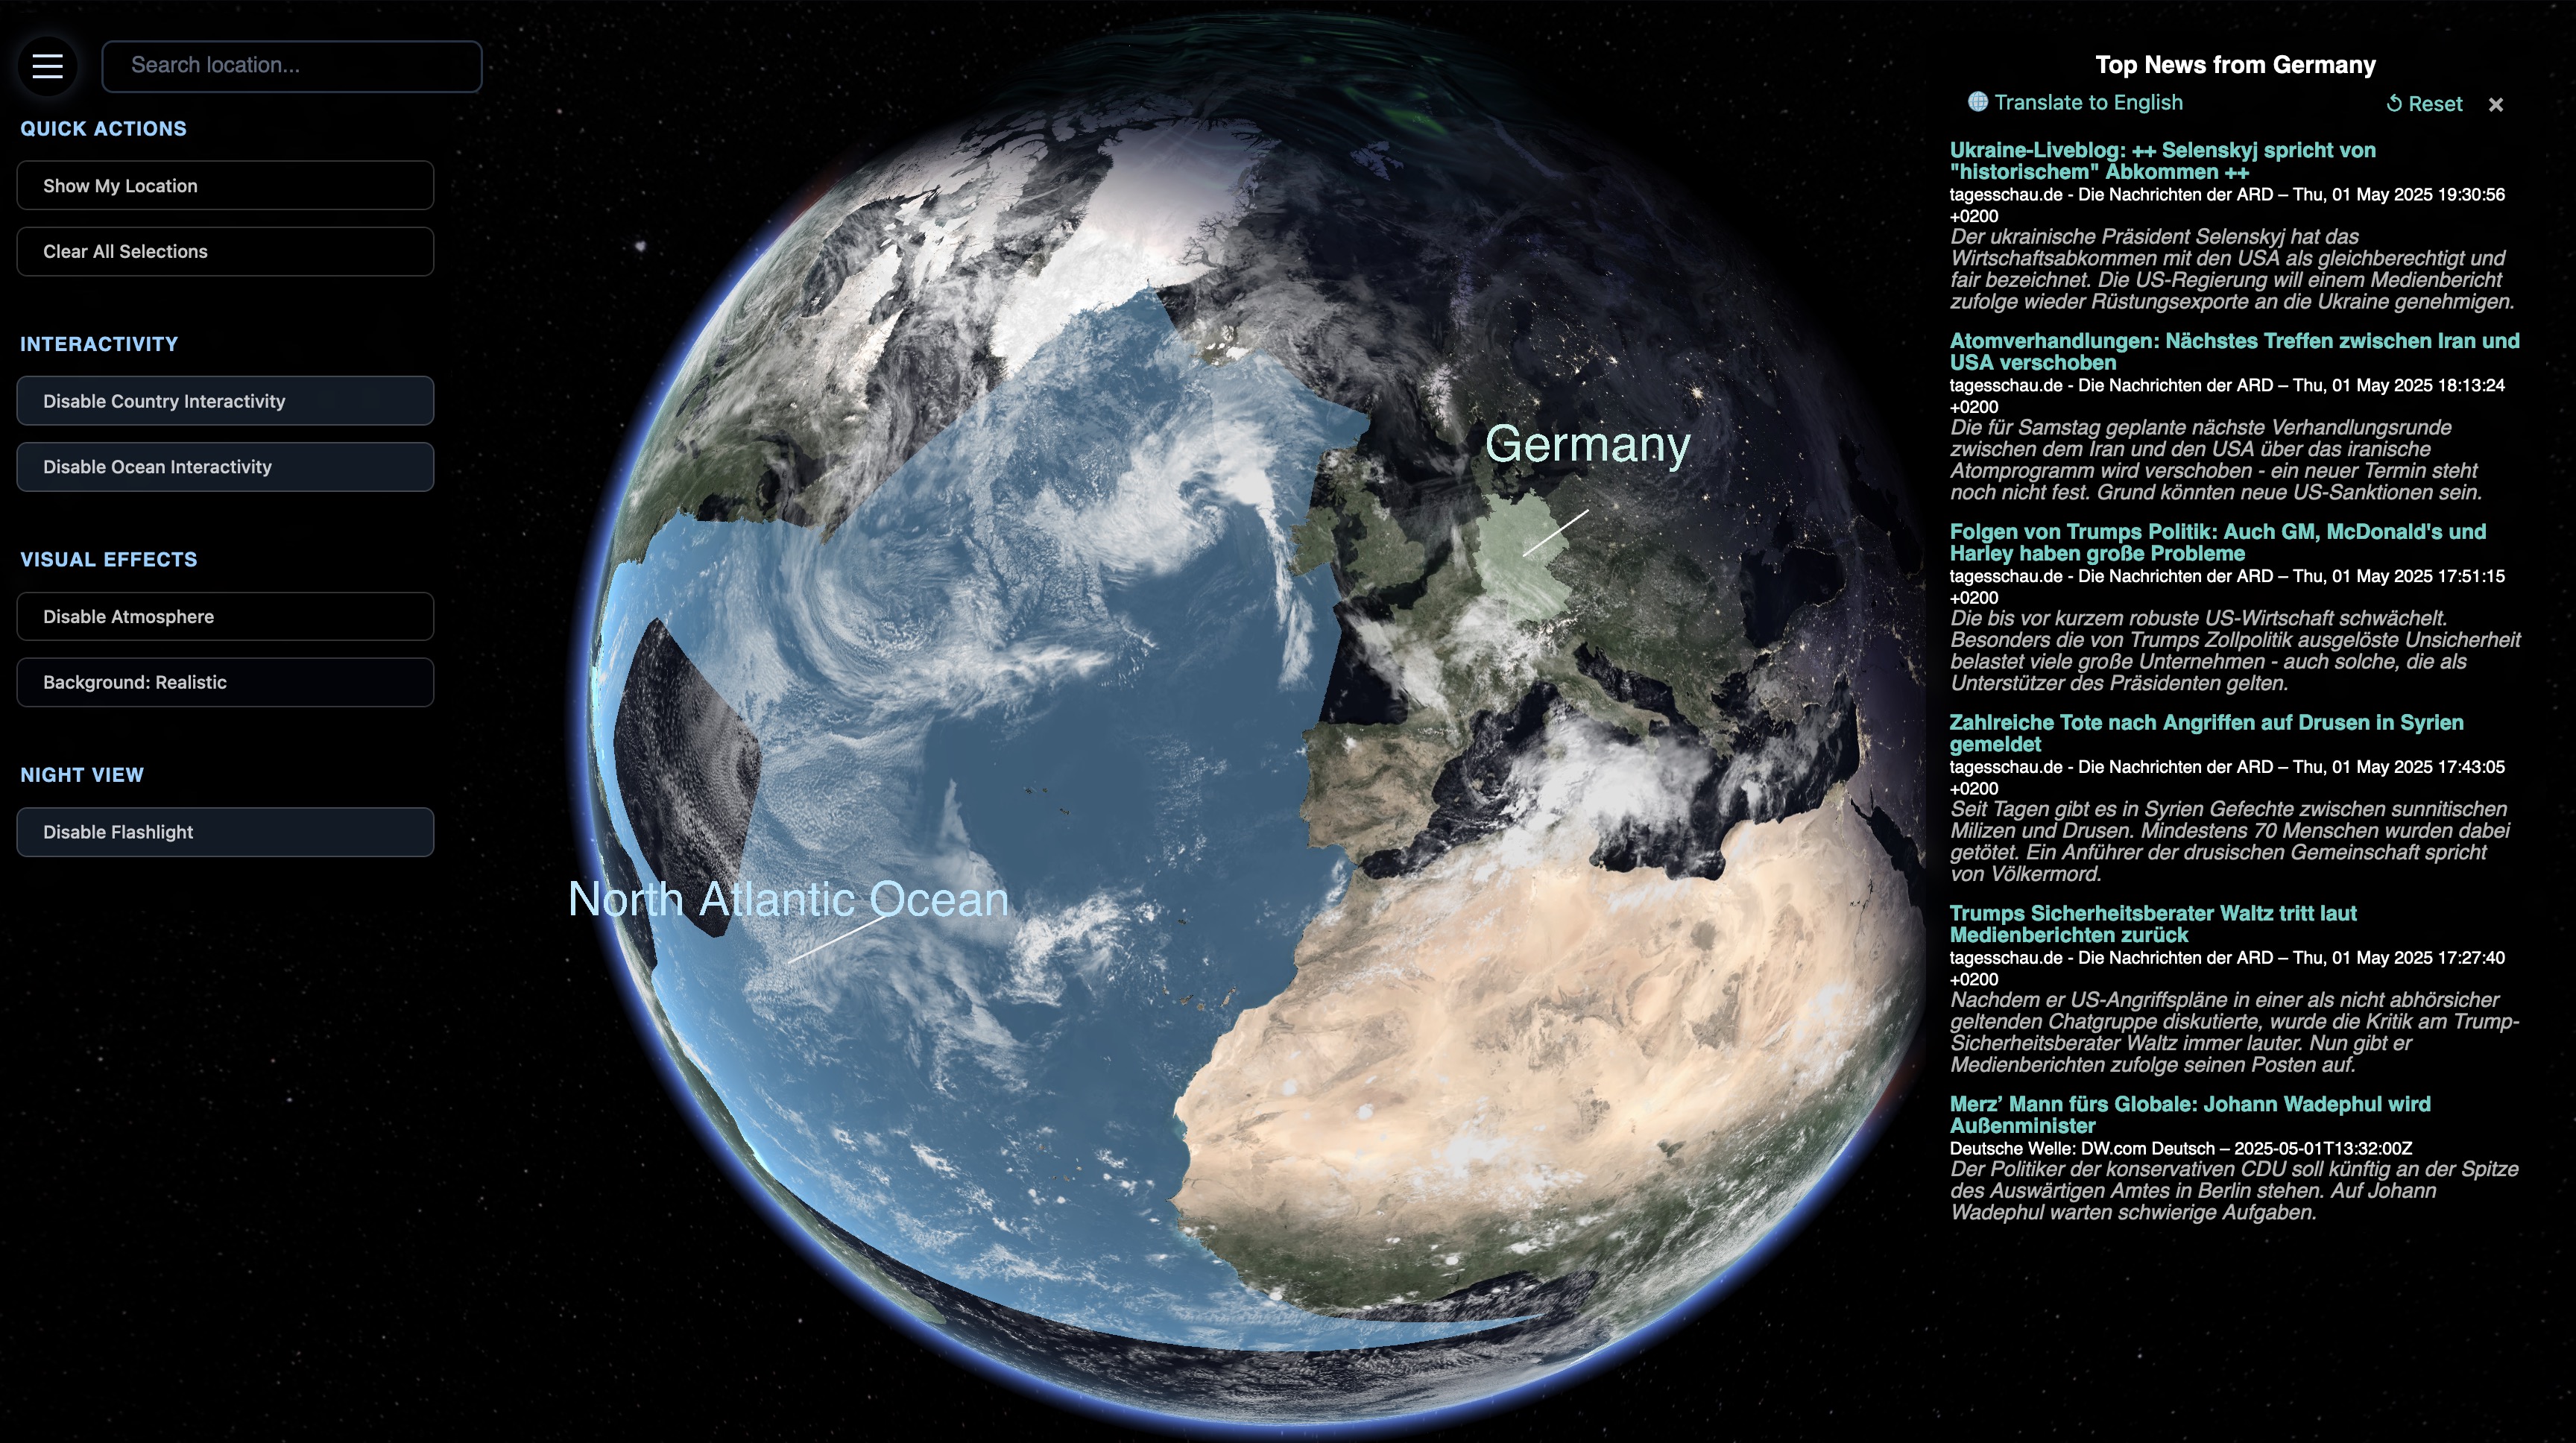 Search location...
QUICK ACTIONS
Show My Location
Clear All Selections
INTERACTIVITY
Disable Country Interactivity
Disable Ocean Interactivity
VISUAL EFFECTS
Disable Atmosphere
Background: Realistic
NIGHT VIEW
Disable Flashlight
Germany
North Atlantic Ocean
Top News from Germany
Translate to English
Reset
Ukraine-Liveblog: ++ Selenskyj spricht von
"historischem" Abkommen ++
tagesschau.de - Die Nachrichten der ARD – Thu, 01 May 2025 19:30:56
+0200
Der ukrainische Präsident Selenskyj hat das
Wirtschaftsabkommen mit den USA als gleichberechtigt und
fair bezeichnet. Die US-Regierung will einem Medienbericht
zufolge wieder Rüstungsexporte an die Ukraine genehmigen.
Atomverhandlungen: Nächstes Treffen zwischen Iran und
USA verschoben
tagesschau.de - Die Nachrichten der ARD – Thu, 01 May 2025 18:13:24
+0200
Die für Samstag geplante nächste Verhandlungsrunde
zwischen dem Iran und den USA über das iranische
Atomprogramm wird verschoben - ein neuer Termin steht
noch nicht fest. Grund könnten neue US-Sanktionen sein.
Folgen von Trumps Politik: Auch GM, McDonald's und
Harley haben große Probleme
tagesschau.de - Die Nachrichten der ARD – Thu, 01 May 2025 17:51:15
+0200
Die bis vor kurzem robuste US-Wirtschaft schwächelt.
Besonders die von Trumps Zollpolitik ausgelöste Unsicherheit
belastet viele große Unternehmen - auch solche, die als
Unterstützer des Präsidenten gelten.
Zahlreiche Tote nach Angriffen auf Drusen in Syrien
gemeldet
tagesschau.de - Die Nachrichten der ARD – Thu, 01 May 2025 17:43:05
+0200
Seit Tagen gibt es in Syrien Gefechte zwischen sunnitischen
Milizen und Drusen. Mindestens 70 Menschen wurden dabei
getötet. Ein Anführer der drusischen Gemeinschaft spricht
von Völkermord.
Trumps Sicherheitsberater Waltz tritt laut
Medienberichten zurück
tagesschau.de - Die Nachrichten der ARD – Thu, 01 May 2025 17:27:40
+0200
Nachdem er US-Angriffspläne in einer als nicht abhörsicher
geltenden Chatgruppe diskutierte, wurde die Kritik am Trump-
Sicherheitsberater Waltz immer lauter. Nun gibt er
Medienberichten zufolge seinen Posten auf.
Merz’ Mann fürs Globale: Johann Wadephul wird
Außenminister
Deutsche Welle: DW.com Deutsch – 2025-05-01T13:32:00Z
Der Politiker der konservativen CDU soll künftig an der Spitze
des Auswärtigen Amtes in Berlin stehen. Auf Johann
Wadephul warten schwierige Aufgaben.